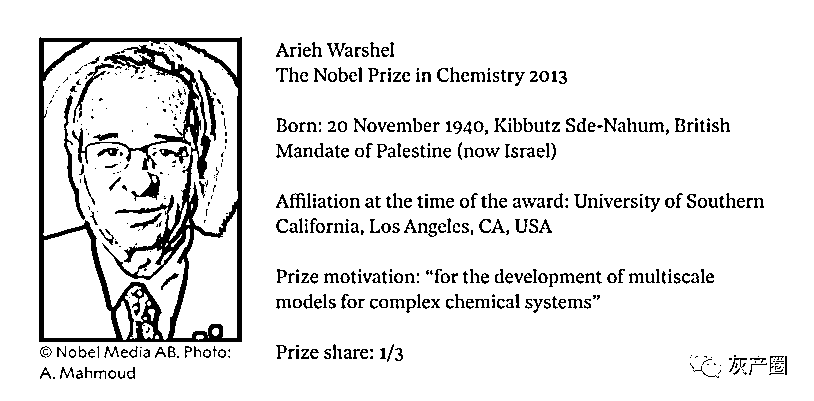 Arieh Warshel
The Nobel Prize in Chemistry 2013
Born: 20 November 1940, Kibbutz Sde-Nahum, British
Mandate of Palestine (now Israel)
Affiliation at the time of the award: University of Southern
California, Los Angeles, CA, USA
Prize motivation: “for the development of multiscale
models for complex chemical systems”
Prize share: 1/3
© Nobel Media AB. Photo:
A. Mahmoud
灰产圈